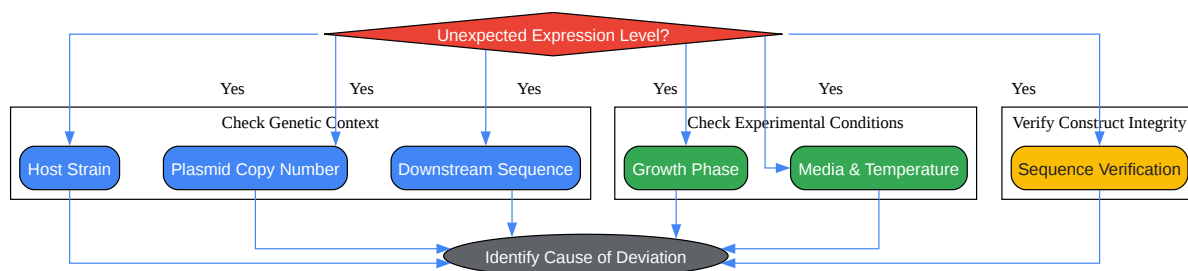 Unexpected Expression Level?
Yes
Yes
Yes
Yes
Yes
Yes
Check Genetic Context
Check Experimental Conditions
Verify Construct Integrity
Host Strain
Plasmid Copy Number
Downstream Sequence
Growth Phase
Media & Temperature
Sequence Verification
Identify Cause of Deviation